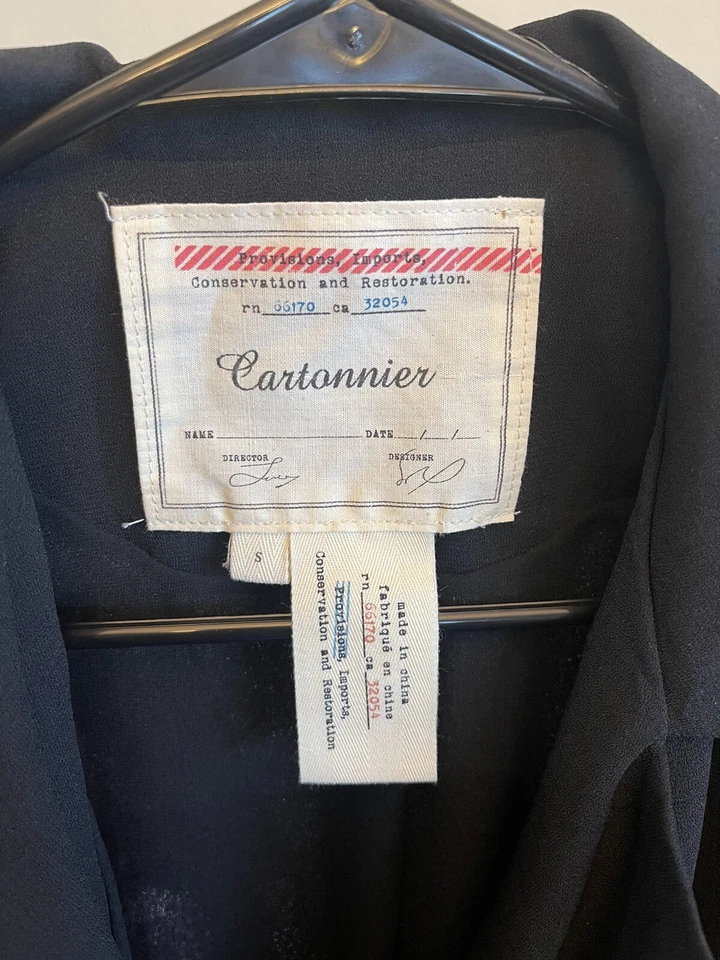 Provisions, Imports,
Conservation and Restoration.
rn 66170 ca 32054
Cartonnier
NAME DATE / /
DIRECTOR DESIGNER
S
made in china
fabriqué en chine
rn 66170 ca 32054
Provisions, Imports,
Conservation and Restoration